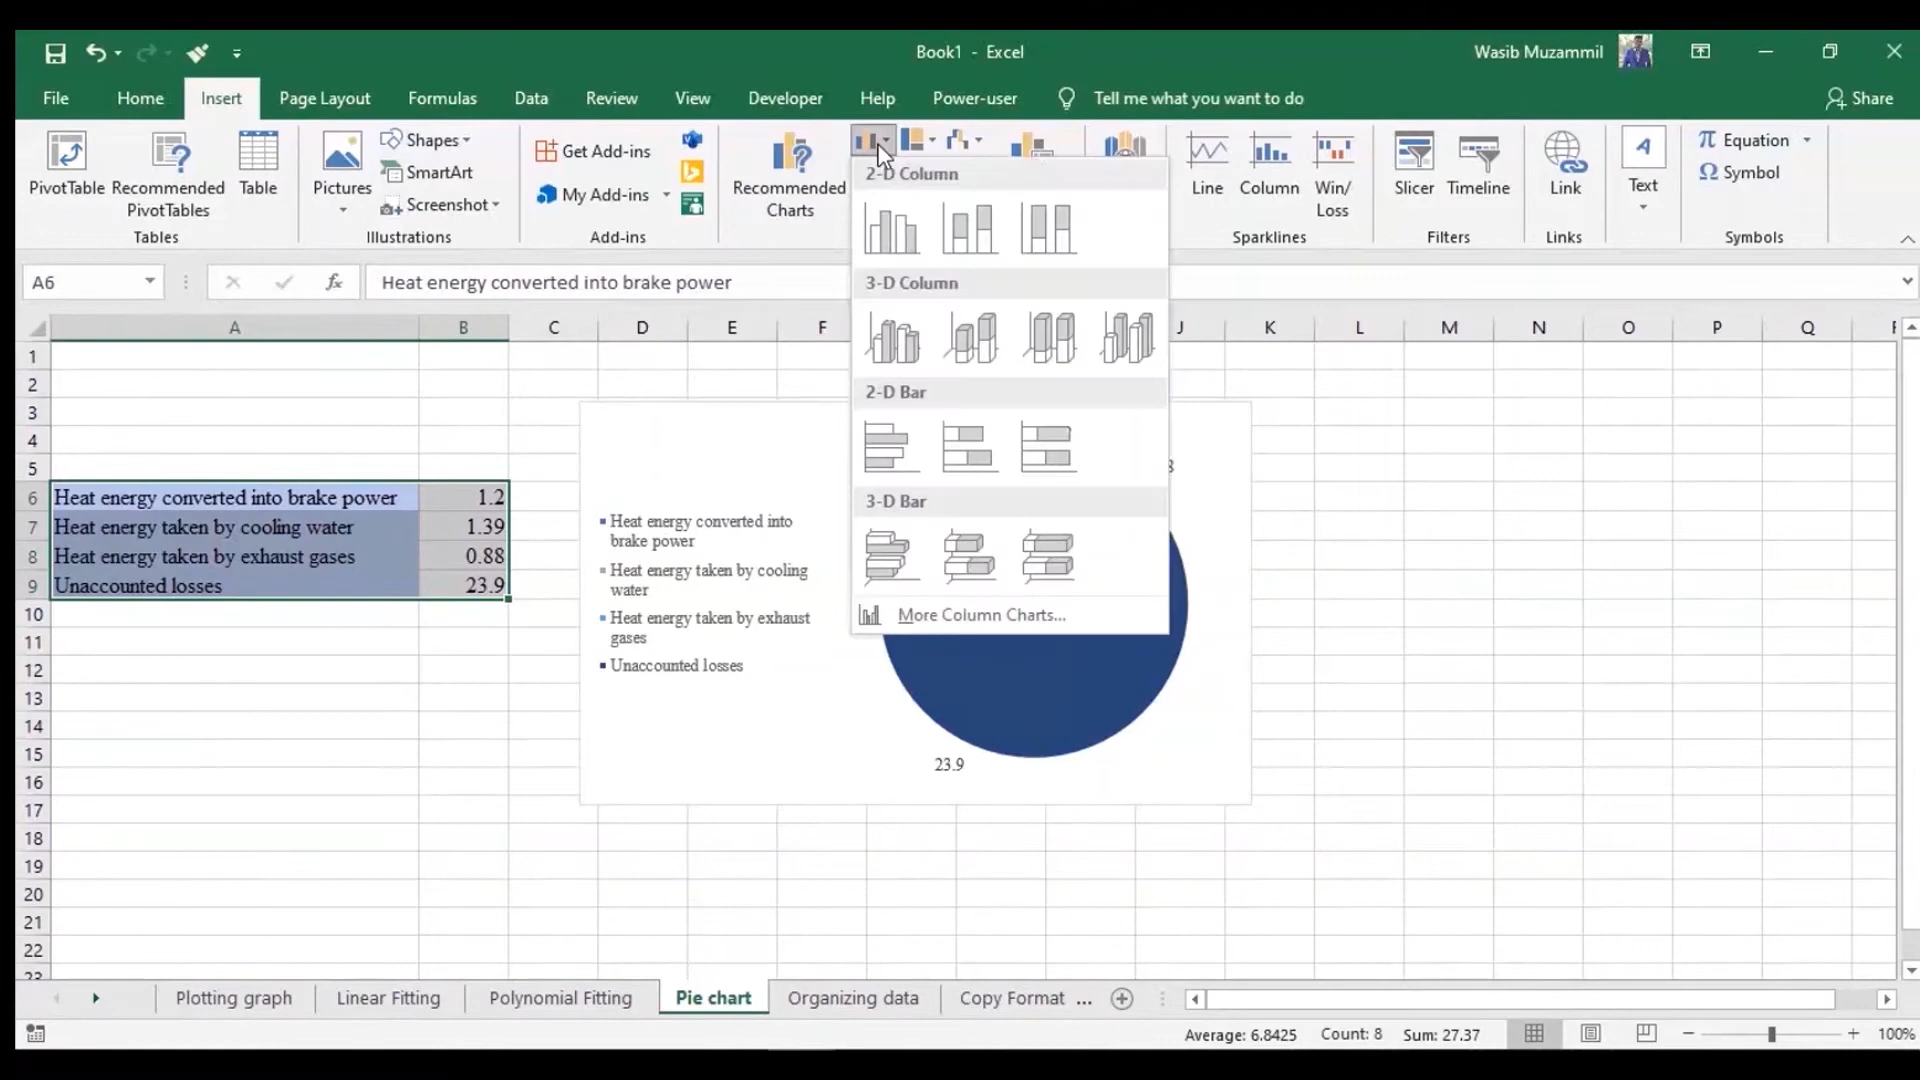 Book1 - Excel
Wasib Muzammil
File Home Insert Page Layout Formulas Data Review View Developer Help Power-user Tell me what you want to do Share
PivotTable
Recommended
PivotTables
Table
Tables
Pictures
Shapes
SmartArt
Screenshot
Illustrations
Get Add-ins
My Add-ins
Add-ins
Recommended
Charts
Line
Column
Win/
Loss
Sparklines
Slicer
Timeline
Filters
Link
Links
Text
Equation
Symbol
Symbols
2-D Column
3-D Column
2-D Bar
3-D Bar
More Column Charts...
A6
fx
Heat energy converted into brake power
A B C D E F J K L M N O P Q
1
2
3
4
5
6 Heat energy converted into brake power 1.2
7 Heat energy taken by cooling water 1.39
8 Heat energy taken by exhaust gases 0.88
9 Unaccounted losses 23.9
10
11
12
13
14
15
16
17
18
19
20
21
22
23
Heat energy converted into
brake power
Heat energy taken by cooling
water
Heat energy taken by exhaust
gases
Unaccounted losses
23.9
Plotting graph Linear Fitting Polynomial Fitting Pie chart Organizing data Copy Format ...
Average: 6.8425 Count: 8 Sum: 27.37 100%